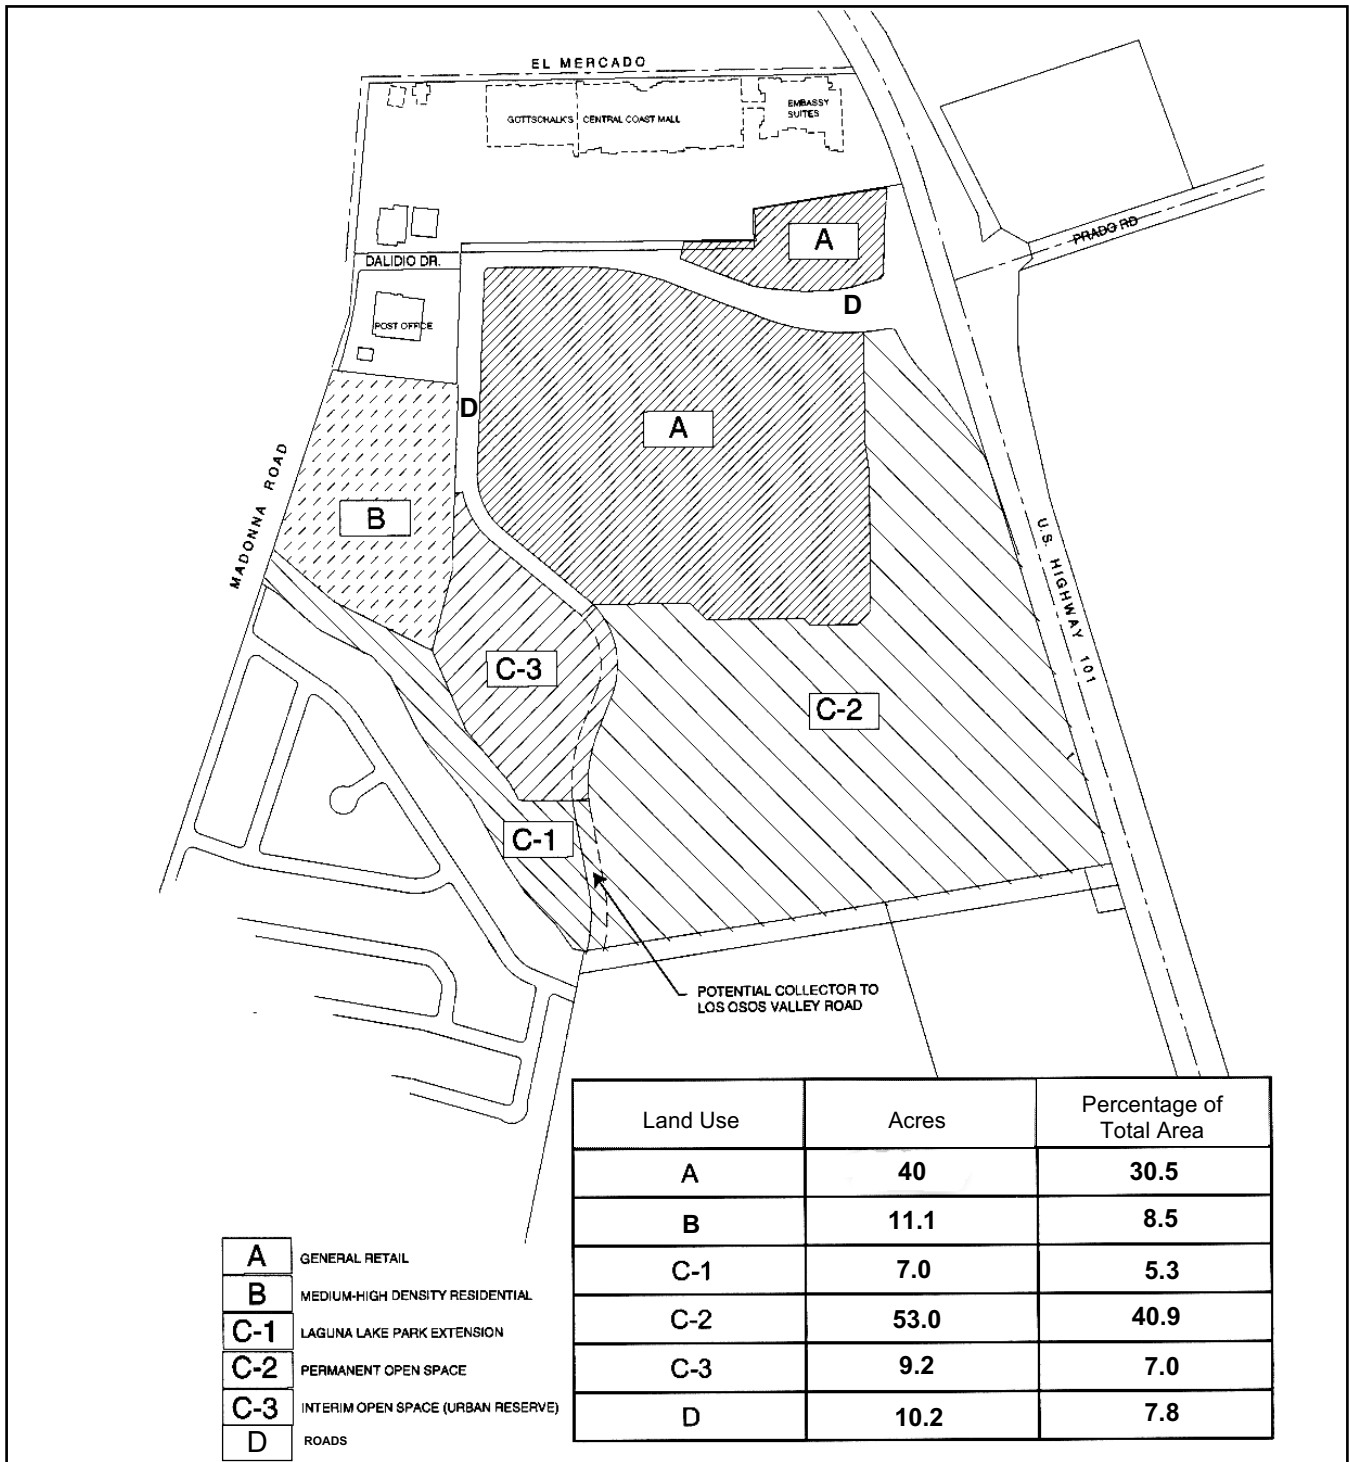 EL MERCADO
GOTTSCHALK'S
CENTRAL COAST MALL
EMBASSY
SUITES
PRADO RD
A
DALIDIO DR.
D
POST OFFICE
D
A
MADONNA ROAD
B
U.S. HIGHWAY 101
C-3
C-2
C-1
POTENTIAL COLLECTOR TO
LOS OSOS VALLEY ROAD
Land Use Acres Percentage of
Total Area
A 40 30.5
B 11.1 8.5
C-1 7.0 5.3
C-2 53.0 40.9
C-3 9.2 7.0
D 10.2 7.8
A GENERAL RETAIL
B MEDIUM-HIGH DENSITY RESIDENTIAL
C-1 LAGUNA LAKE PARK EXTENSION
C-2 PERMANENT OPEN SPACE
C-3 INTERIM OPEN SPACE (URBAN RESERVE)
D ROADS